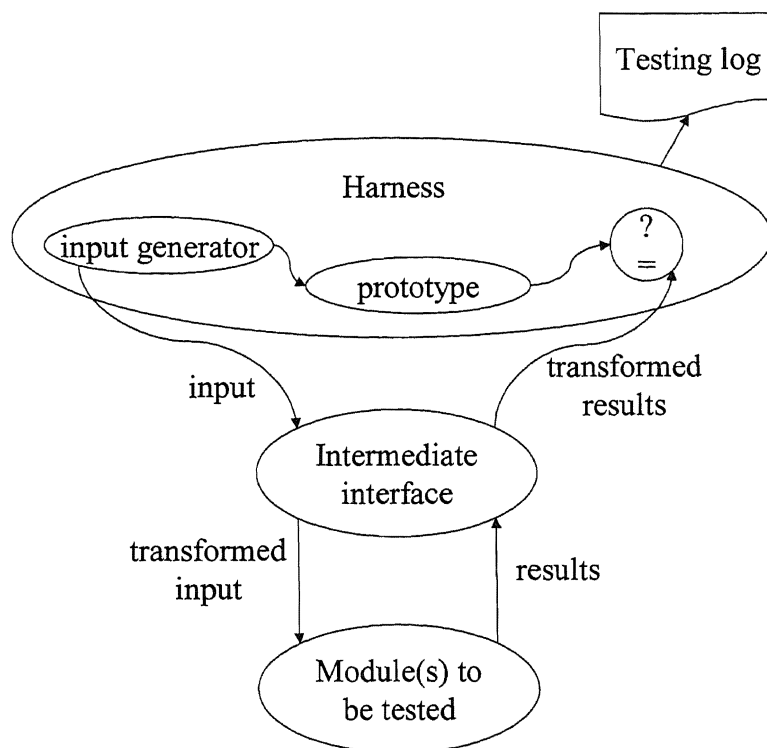 Testing log
Harness
input generator
?
=
prototype
input
transformed
results
Intermediate
interface
transformed
input
results
Module(s) to
be tested